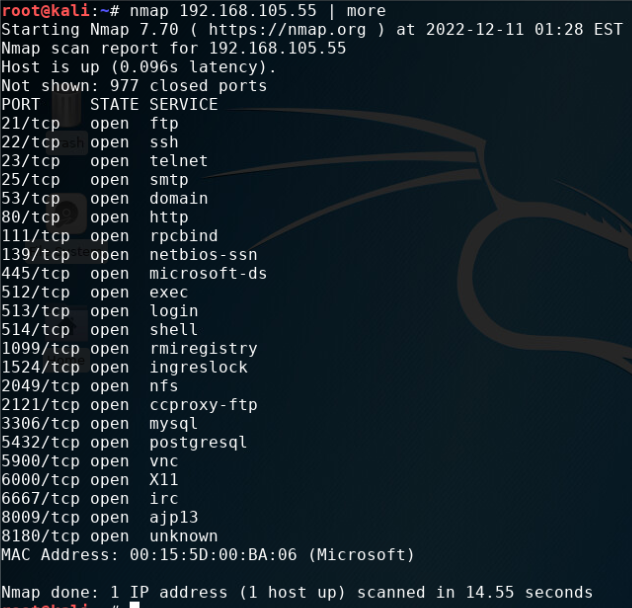 root@kali:~# nmap 192.168.105.55 | more
Starting Nmap 7.70 ( https://nmap.org ) at 2022-12-11 01:28 EST
Nmap scan report for 192.168.105.55
Host is up (0.096s latency).
Not shown: 977 closed ports
PORT     STATE SERVICE
21/tcp   open  ftp
22/tcp   open  ssh
23/tcp   open  telnet
25/tcp   open  smtp
53/tcp   open  domain
80/tcp   open  http
111/tcp  open  rpcbind
139/tcp  open  netbios-ssn
445/tcp  open  microsoft-ds
512/tcp  open  exec
513/tcp  open  login
514/tcp  open  shell
1099/tcp open  rmiregistry
1524/tcp open  ingreslock
2049/tcp open  nfs
2121/tcp open  ccproxy-ftp
3306/tcp open  mysql
5432/tcp open  postgresql
5900/tcp open  vnc
6000/tcp open  X11
6667/tcp open  irc
8009/tcp open  ajp13
8180/tcp open  unknown
MAC Address: 00:15:5D:00:BA:06 (Microsoft)
Nmap done: 1 IP address (1 host up) scanned in 14.55 seconds
root@kali:~#